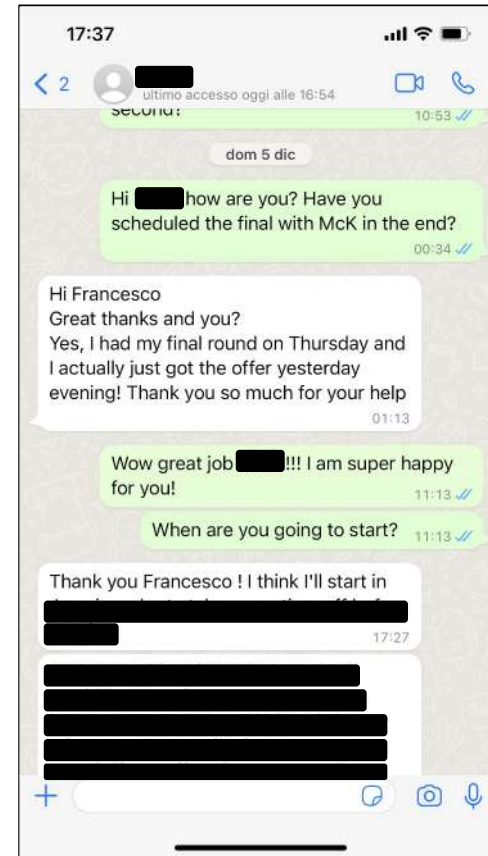 17:37
2
ultimo accesso oggi alle 16:54
second?
10:53
dom 5 dic
Hi how are you? Have you
scheduled the final with McK in the end?
00:34
Hi Francesco
Great thanks and you?
Yes, I had my final round on Thursday and
I actually just got the offer yesterday
evening! Thank you so much for your help
01:13
Wow great job !!! I am super happy
for you!
11:13
When are you going to start?
11:13
Thank you Francesco ! I think I'll start in
17:27